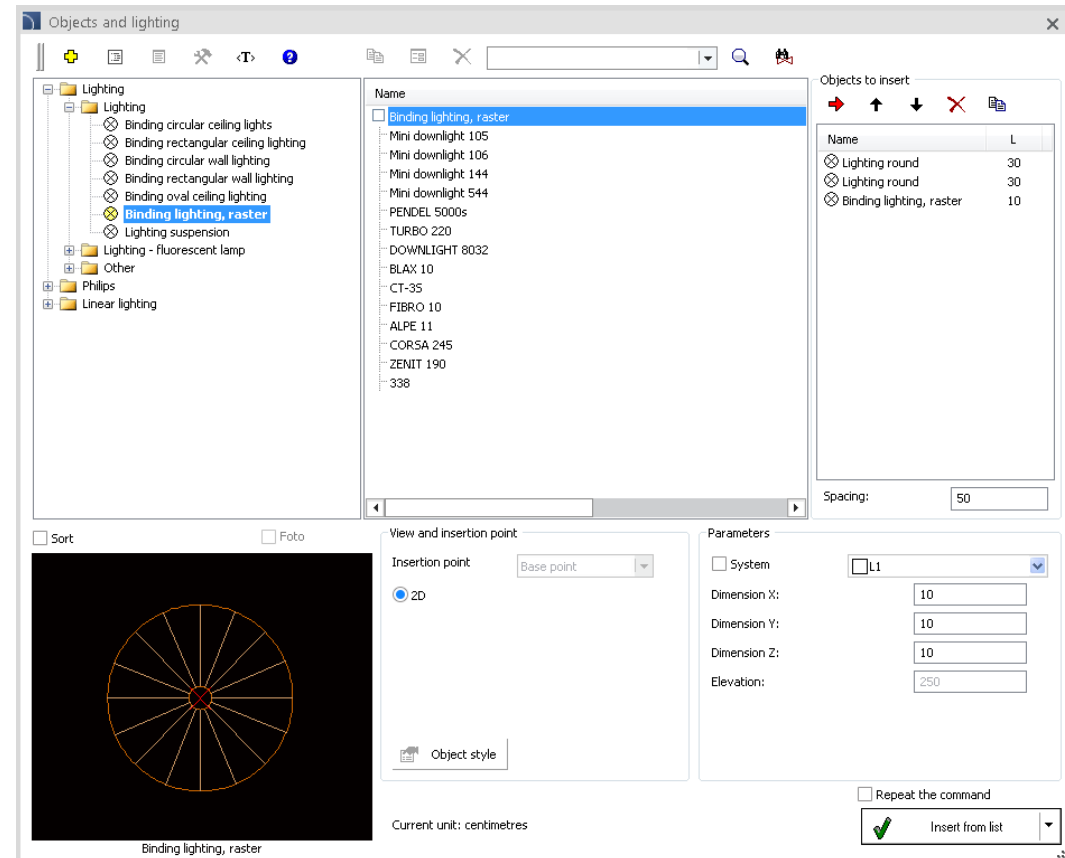 Objects and lighting
<T>
Lighting
Lighting
Binding circular ceiling lights
Binding rectangular ceiling lighting
Binding circular wall lighting
Binding rectangular wall lighting
Binding oval ceiling lighting
Binding lighting, raster
Lighting suspension
Lighting - fluorescent lamp
Other
Philips
Linear lighting
Name
Binding lighting, raster
Mini downlight 105
Mini downlight 106
Mini downlight 144
Mini downlight 544
PENDEL 5000s
TURBO 220
DOWNLIGHT 8032
BLAX 10
CT-3S
FIBRO 10
ALPE 11
CORSA 245
ZENIT 190
338
Objects to insert
Name L
Lighting round 30
Lighting round 30
Binding lighting, raster 10
Spacing: 50
Sort Foto
Binding lighting, raster
View and insertion point
Insertion point Base point
2D
Object style
Current unit: centimetres
Parameters
System L1
Dimension X: 10
Dimension Y: 10
Dimension Z: 10
Elevation: 250
Repeat the command
Insert from list